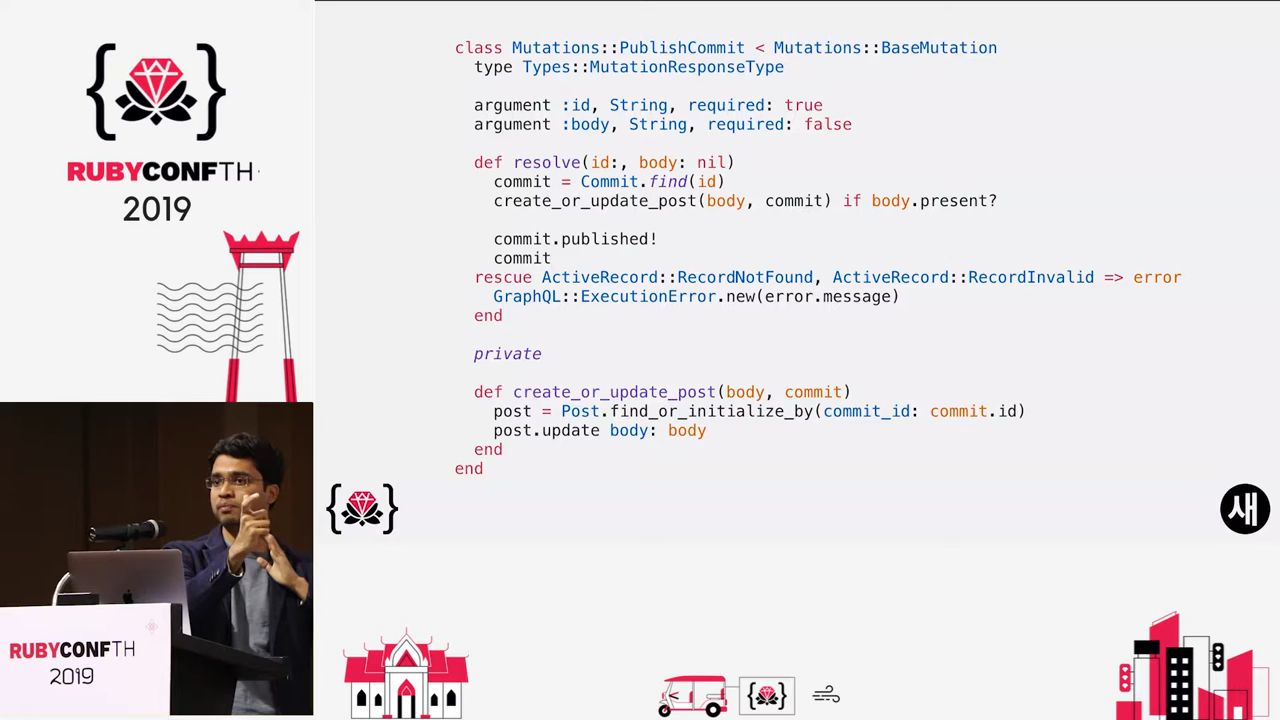 RUBYCONFTH
2019
class Mutations::PublishCommit < Mutations::BaseMutation
  type Types::MutationResponseType
  argument :id, String, required: true
  argument :body, String, required: false
  def resolve(id:, body: nil)
    commit = Commit.find(id)
    create_or_update_post(body, commit) if body.present?
    commit.published!
    commit
  rescue ActiveRecord::RecordNotFound, ActiveRecord::RecordInvalid => error
    GraphQL::ExecutionError.new(error.message)
  end
  private
  def create_or_update_post(body, commit)
    post = Post.find_or_initialize_by(commit_id: commit.id)
    post.update body: body
  end
end
새
RUBYCONFTH
2019